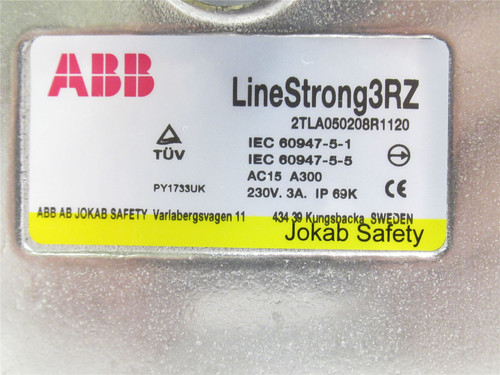 ABB
LineStrong3RZ
2TLA050208R1120
TÜV
IEC 60947-5-1
IEC 60947-5-5
AC15 A300
230V. 3A. IP 69K
CE
PY1733UK
ABB AB JOKAB SAFETY Varlabergsvagen 11 434 39 Kungsbacka SWEDEN
Jokab Safety